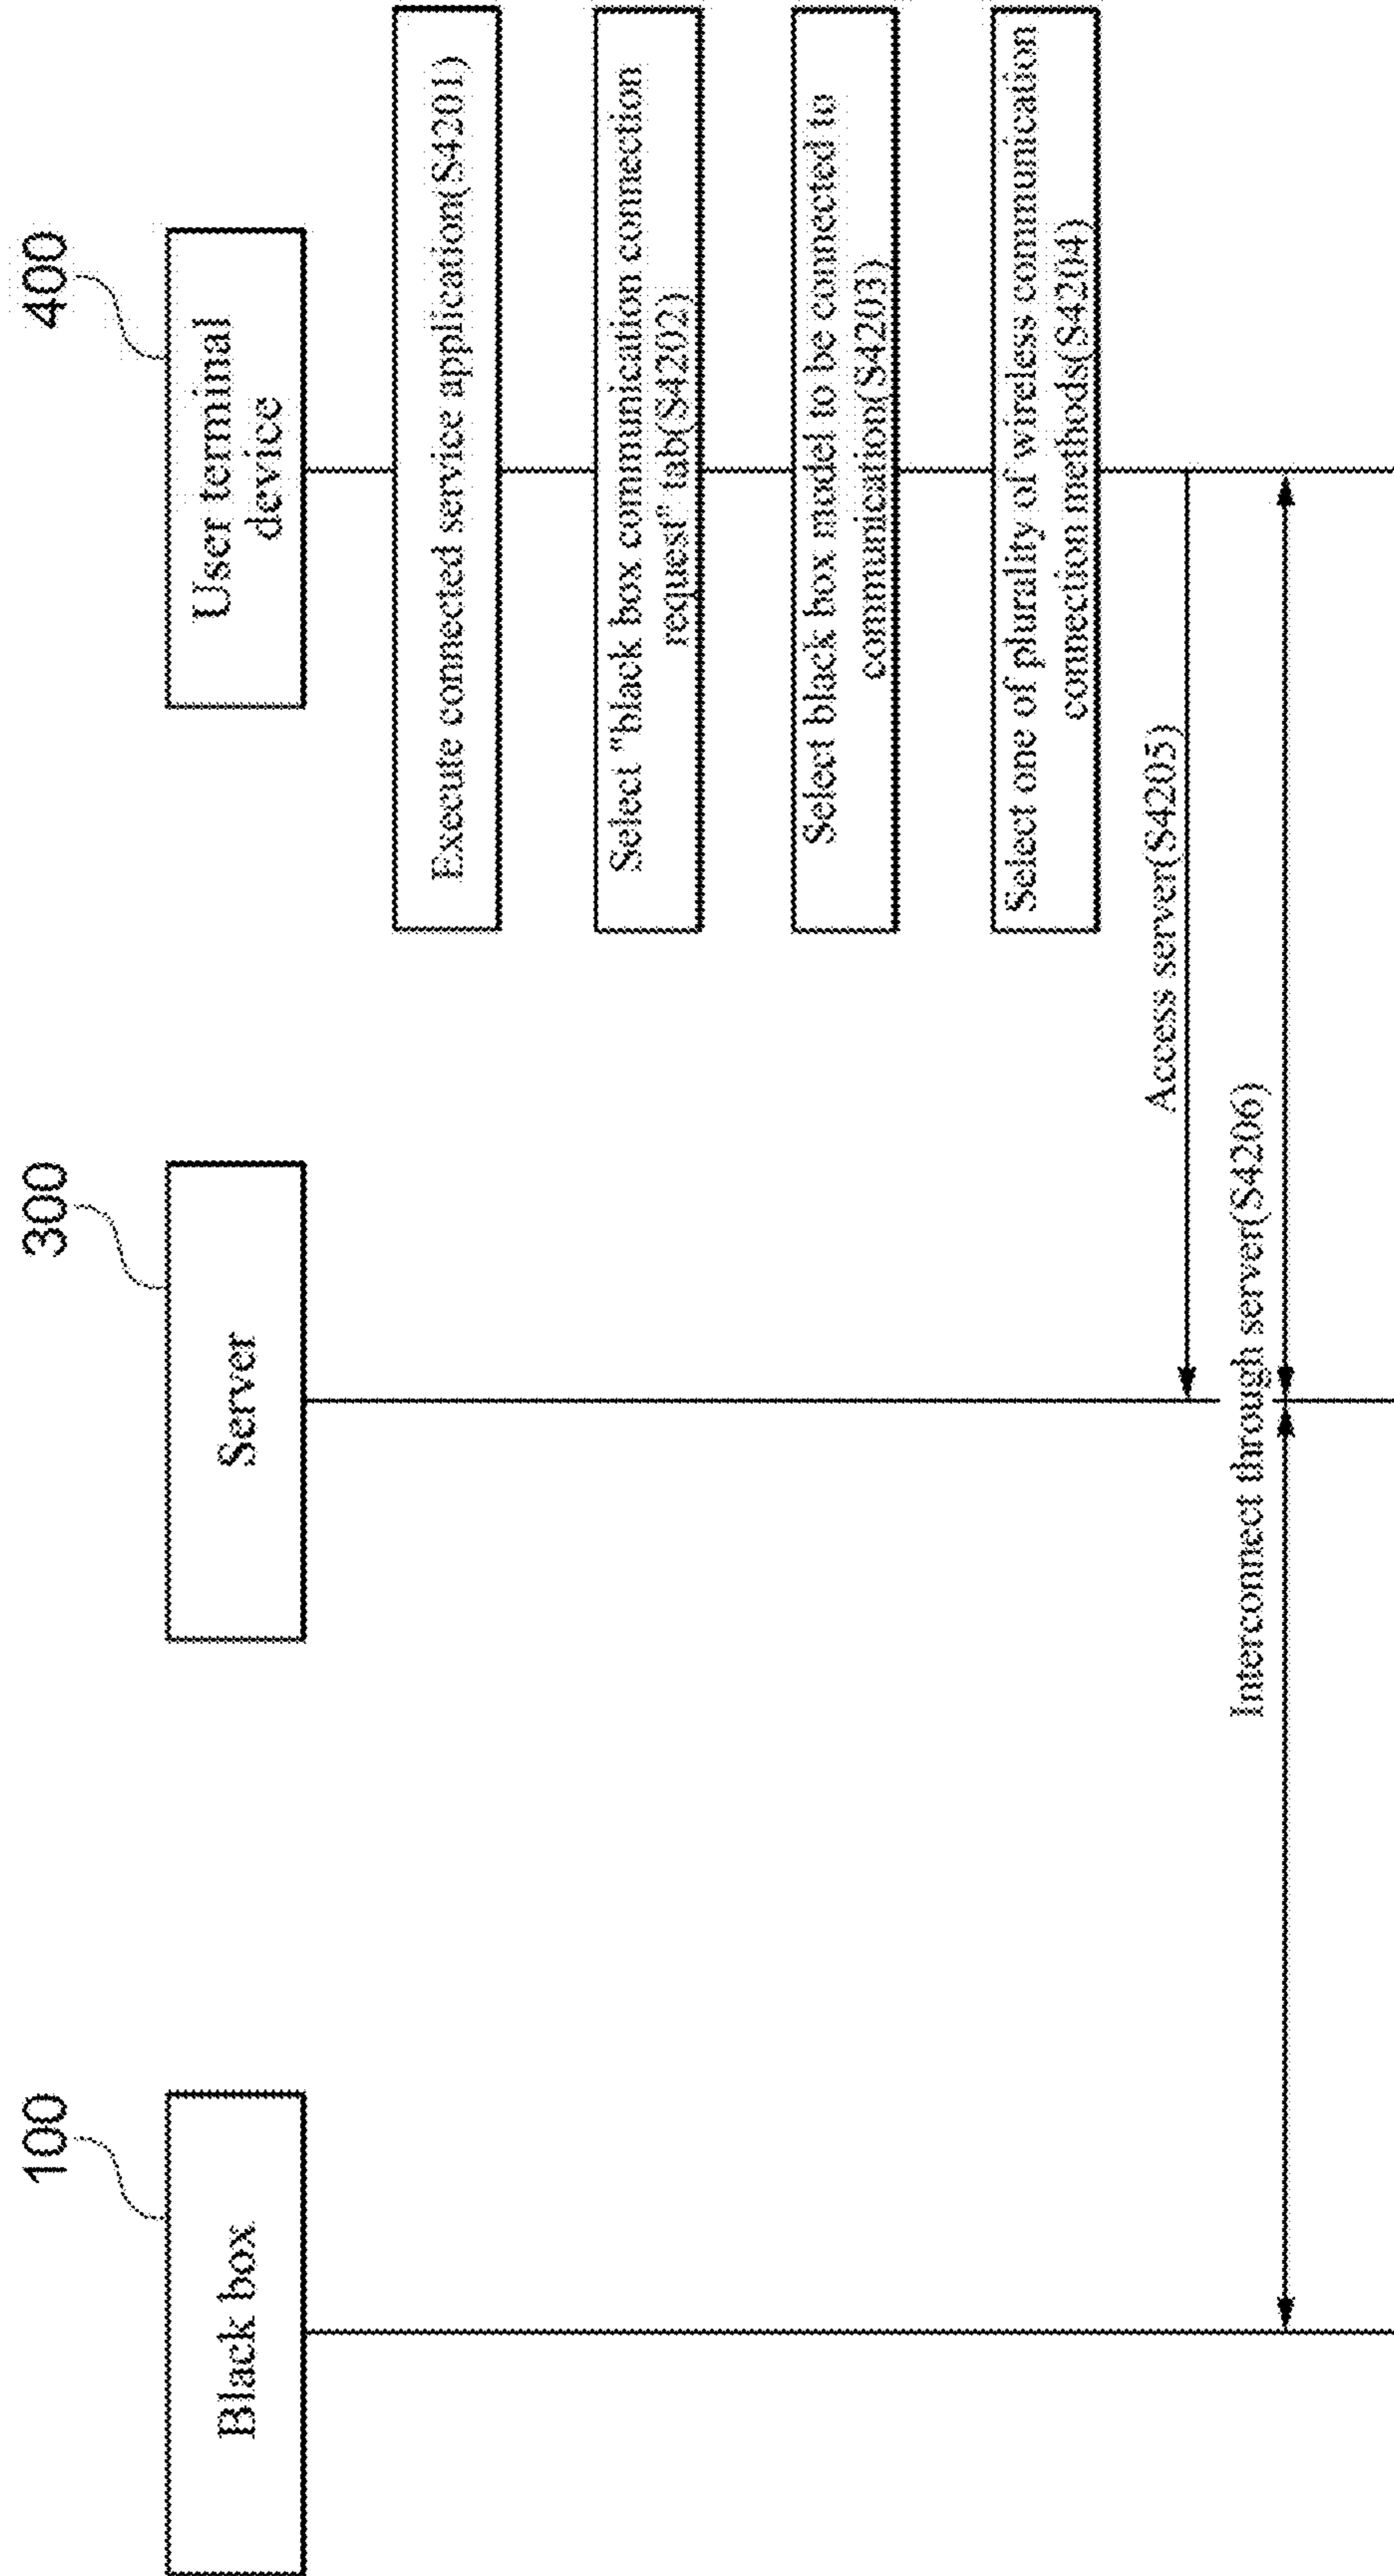 100
300
400
Black box
Server
User terminal
device
Execute connected service application(S4201)
Select "black box communication connection
request" tab(S4202)
Select black box model to be connected to
communication(S4203)
Select one of plurality of wireless communication
connection methods(S4204)
Access server(S4205)
Interconnect through server(S4206)